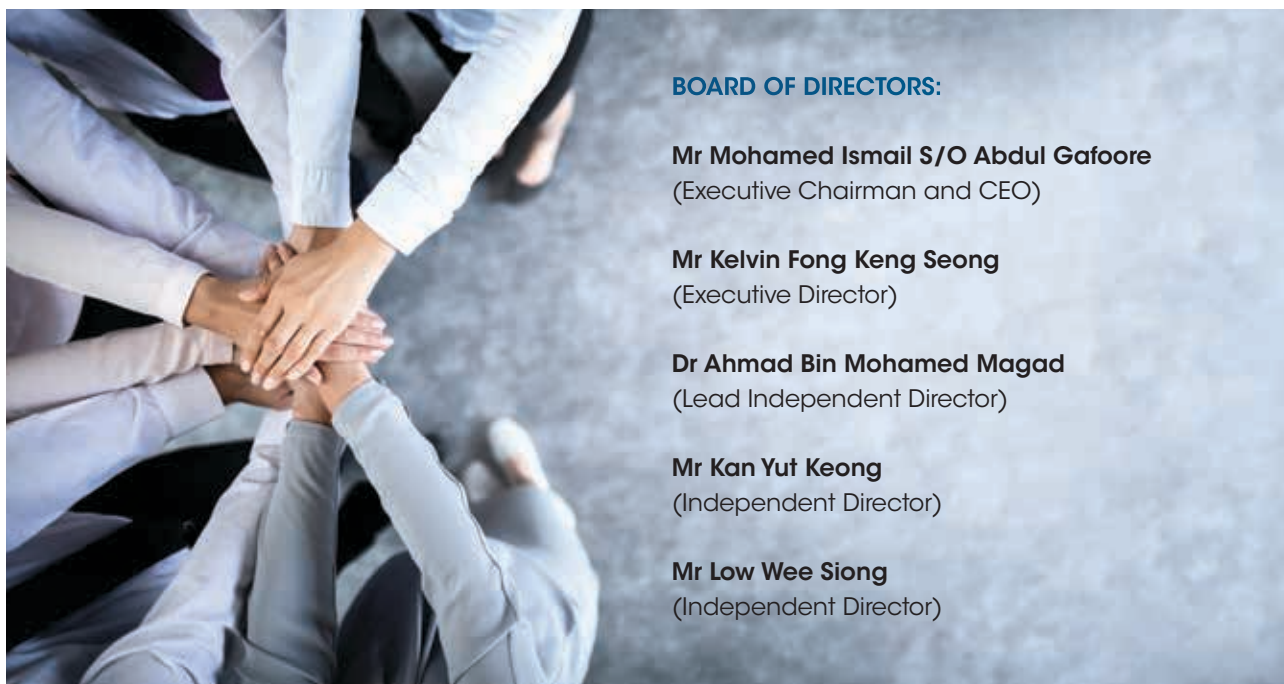 BOARD OF DIRECTORS:
Mr Mohamed Ismail S/O Abdul Gafoore
(Executive Chairman and CEO)
Mr Kelvin Fong Keng Seong
(Executive Director)
Dr Ahmad Bin Mohamed Magad
(Lead Independent Director)
Mr Kan Yut Keong
(Independent Director)
Mr Low Wee Siong
(Independent Director)